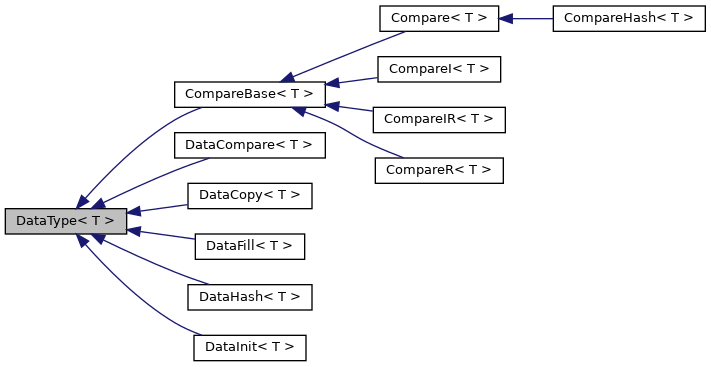 Compare< T >
CompareHash< T >
CompareI< T >
CompareBase< T >
CompareIR< T >
DataCompare< T >
CompareR< T >
DataCopy< T >
DataType< T >
DataFill< T >
DataHash< T >
DataInit< T >